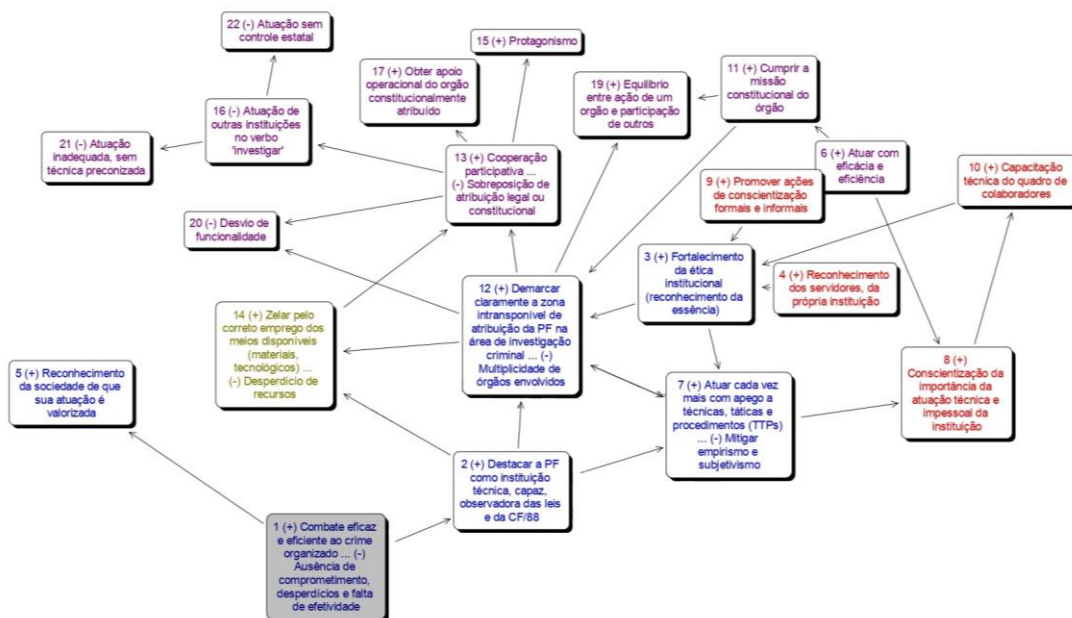 22 (-) Atuação sem
controle estatal
15 (+) Protagonismo
17 (+) Obter apoio
operacional do orgão
constitucionalmente
atribuído
19 (+) Equilibrio
entre ação de um
orgão e participação
de outros
11 (+) Cumprir a
missão
constitucional do
órgão
16 (-) Atuação de
outras instituições
no verbo
'investigar'
21 (-) Atuação
inadequada, sem
técnica preconizada
13 (+) Cooperação
participativa ...
(-) Sobreposição de
atribuição legal ou
constitucional
6 (+) Atuar com
eficácia e
eficiência
10 (+) Capacitação
técnica do quadro de
colaboradores
9 (+) Promover ações
de conscientização
formais e informais
20 (-) Desvio de
funcionalidade
3 (+) Fortalecimento
da ética
institucional
(reconhecimento da
essência)
4 (+) Reconhecimento
dos servidores, da
própria instituição
12 (+) Demarcar
claramente a zona
intransponível de
atribuição da PF na
área de investigação
criminal ... (-)
Multiplicidade de
órgãos envolvidos
14 (+) Zelar pelo
correto emprego dos
meios disponíveis
(materiais,
tecnológicos) ...
(-) Desperdício de
recursos
5 (+) Reconhecimento
da sociedade de que
sua atuação é
valorizada
7 (+) Atuar cada vez
mais com apego a
técnicas, táticas e
procedimentos (TTPs)
... (-) Mitigar
empirismo e
subjetivismo
8 (+)
Conscientização da
importância da
atuação técnica e
impessoal da
instituição
2 (+) Destacar a PF
como instituição
técnica, capaz,
observadora das leis
e da CF/88
1 (+) Combate eficaz
e eficiente ao crime
organizado ... (-)
Ausência de
comprometimento,
desperdícios e falta
de efetividade